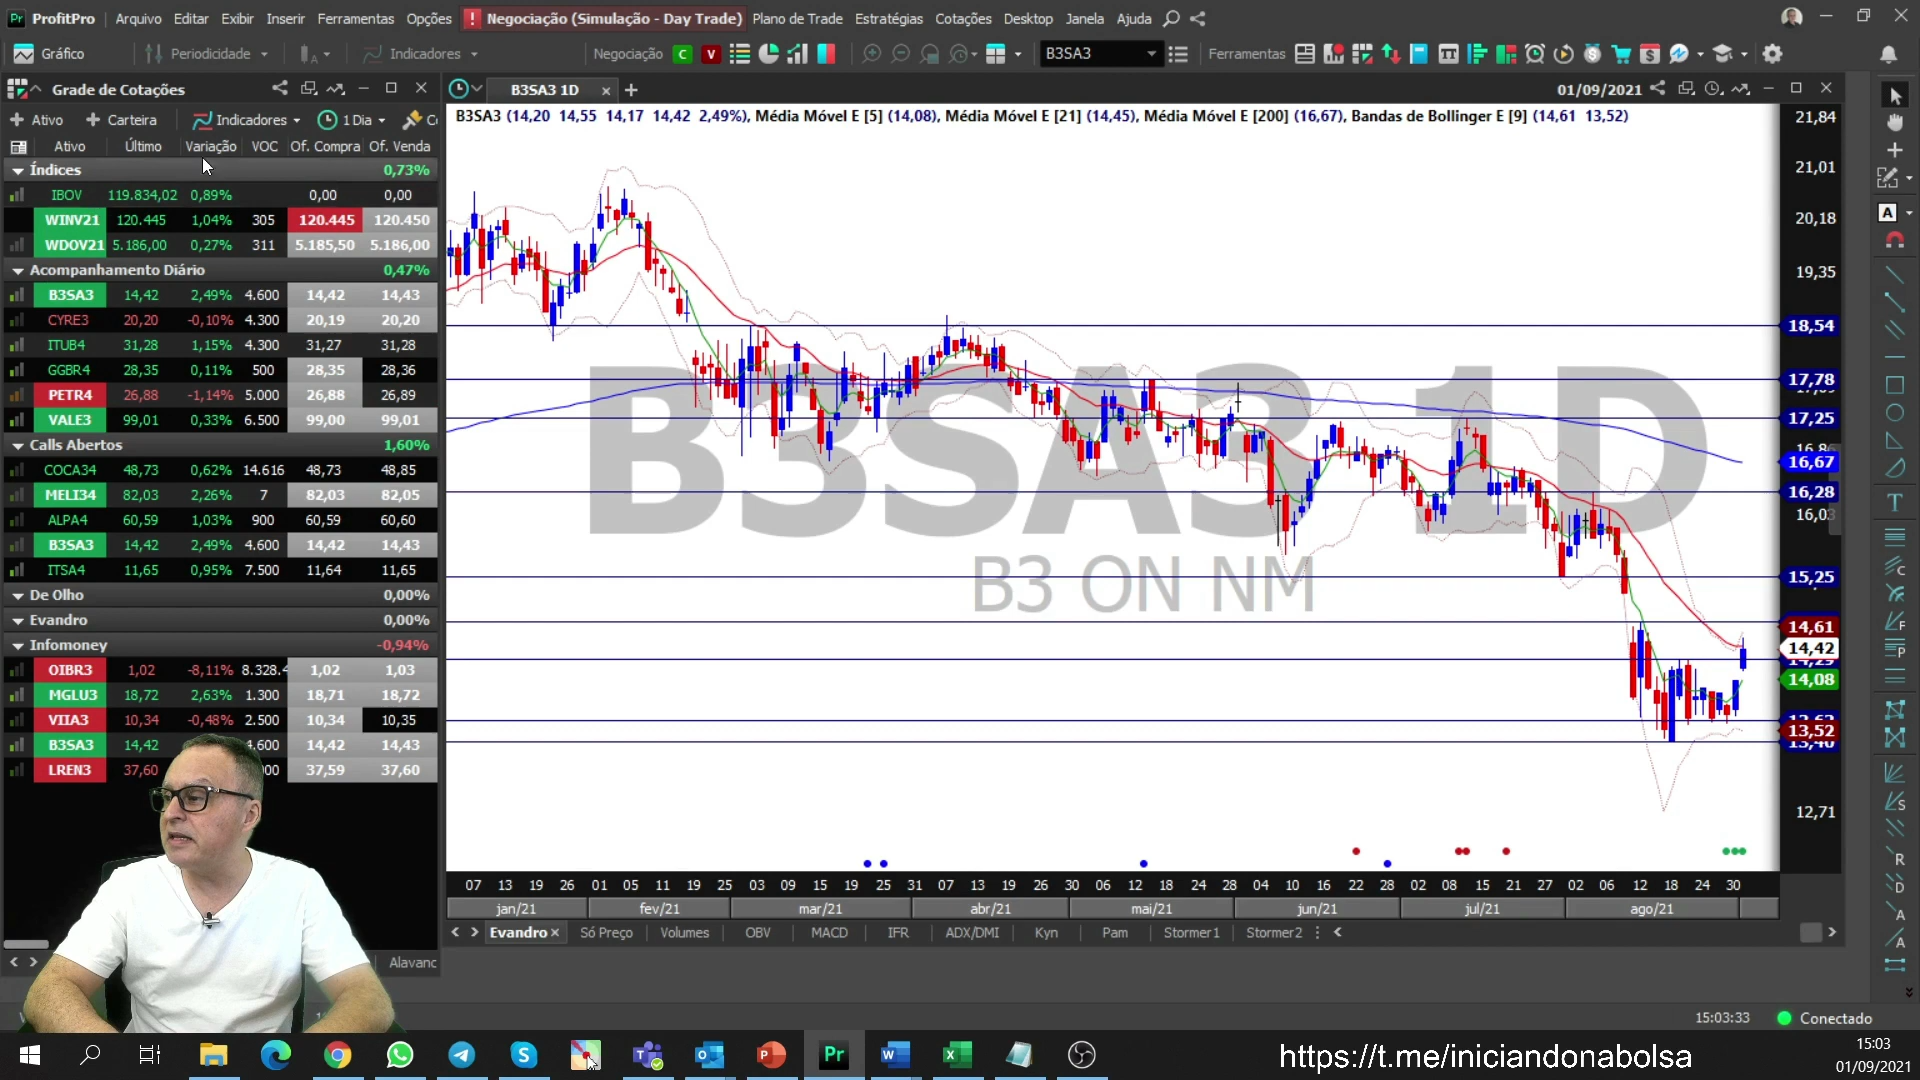 ProfitPro Arquivo Editar Exibir Inserir Ferramentas Opções Negociação (Simulação - Day Trade) Plano de Trade Estratégias Cotações Desktop Janela Ajuda
Gráfico Periodicidade Indicadores Negociação C V B3SA3 Ferramentas
Grade de Cotações
B3SA3 1D
01/09/2021
Ativo Carteira Indicadores 1 Dia
Ativo Último Variação VOC Of. Compra Of. Venda
Índices 0,73%
IBOV 119.834,02 0,89% 0,00 0,00
WINV21 120.445 1,04% 305 120.445 120.450
WDOV21 5.186,00 0,27% 311 5.185,50 5.186,00
Acompanhamento Diário 0,47%
B3SA3 14,42 2,49% 4.600 14,42 14,43
CYRE3 20,20 -0,10% 4.300 20,19 20,20
ITUB4 31,28 1,15% 4.300 31,27 31,28
GGBR4 28,35 0,11% 500 28,35 28,36
PETR4 26,88 -1,14% 5.000 26,88 26,89
VALE3 99,01 0,33% 6.500 99,00 99,01
Calls Abertos 1,60%
COCA34 48,73 0,62% 14.616 48,73 48,85
MELI34 82,03 2,26% 7 82,03 82,05
ALPA4 60,59 1,03% 900 60,59 60,60
B3SA3 14,42 2,49% 4.600 14,42 14,43
ITSA4 11,65 0,95% 7.500 11,64 11,65
De Olho 0,00%
Evandro 0,00%
Infomoney -0,94%
OIBR3 1,02 -8,11% 8.328.4 1,02 1,03
MGLU3 18,72 2,63% 1.300 18,71 18,72
VIIA3 10,34 -0,48% 2.500 10,34 10,35
B3SA3 14,42 4.600 14,42 14,43
LREN3 37,60 37,59 37,60
Alavanc
B3SA3 (14,20 14,55 14,17 14,42 2,49%), Média Móvel E [5] (14,08), Média Móvel E [21] (14,45), Média Móvel E [200] (16,67), Bandas de Bollinger E [9] (14,61 13,52)
B3SA3 1D
B3 ON NM
21,84
21,01
20,18
19,35
18,54
17,78
17,25
16,67
16,28
16,03
15,25
14,61
14,42
14,08
13,52
12,71
07 13 19 26 01 05 11 19 25 03 09 15 19 25 31 07 13 19 26 30 06 12 18 24 28 04 10 16 22 28 02 08 15 21 27 02 06 12 18 24 30
jan/21 fev/21 mar/21 abr/21 mai/21 jun/21 jul/21 ago/21
Evandro Só Preço Volumes OBV MACD IFR ADX/DMI Kyn Pam Stormer1 Stormer2
15:03:33 Conectado
https://t.me/iniciandonabolsa
15:03
01/09/2021